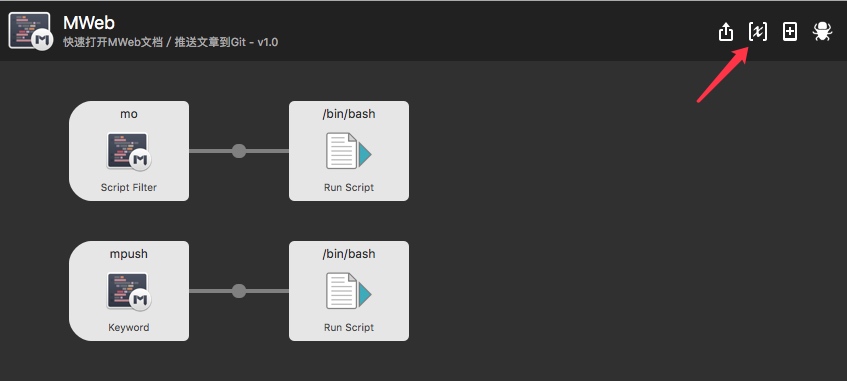 MWeb
快速打开MWeb文档 / 推送文章到Git - v1.0
[x]
mo
M
Script Filter
/bin/bash
Run Script
mpush
M
Keyword
/bin/bash
Run Script